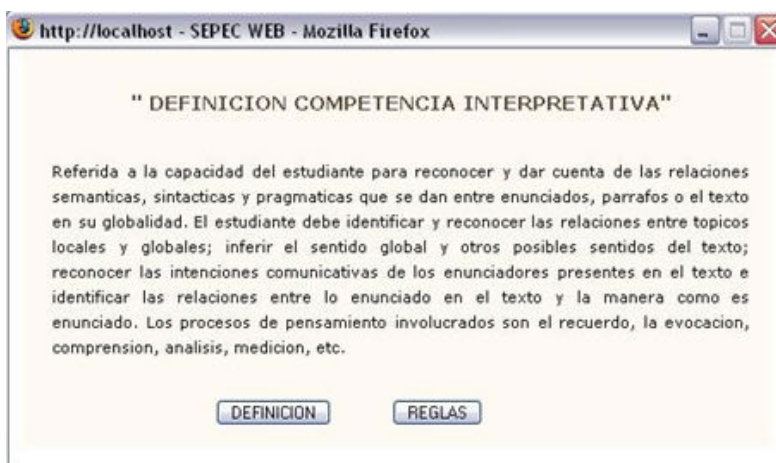 http://localhost - SEPEC WEB - Mozilla Firefox
" DEFINICION COMPETENCIA INTERPRETATIVA"
Referida a la capacidad del estudiante para reconocer y dar cuenta de las relaciones
semanticas, sintacticas y pragmaticas que se dan entre enunciados, parrafos o el texto
en su globalidad. El estudiante debe identificar y reconocer las relaciones entre topicos
locales y globales; inferir el sentido global y otros posibles sentidos del texto;
reconocer las intenciones comunicativas de los enunciadores presentes en el texto e
identificar las relaciones entre lo enunciado en el texto y la manera como es
enunciado. Los procesos de pensamiento involucrados son el recuerdo, la evocacion,
comprension, analisis, medicion, etc.
DEFINICION REGLAS